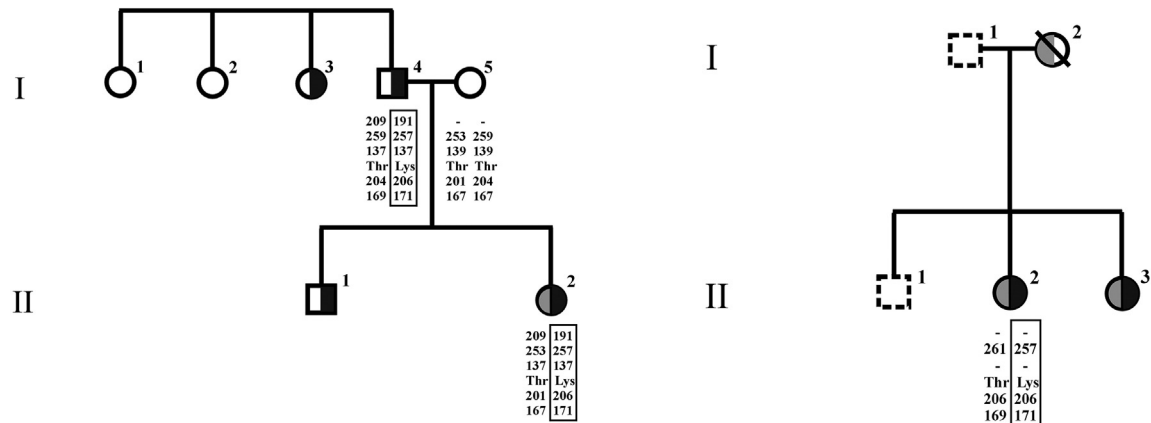 1 2
I
1 2 3 4 5
I
209 191 - -
259 257 253 259
137 137 139 139
Thr Lys Thr Thr
204 206 201 204
169 171 167 167
1 2
II
1 2 3
II
209 191
253 257
137 137
Thr Lys
201 206
167 171
- -
261 257
- -
Thr Lys
206 206
169 171